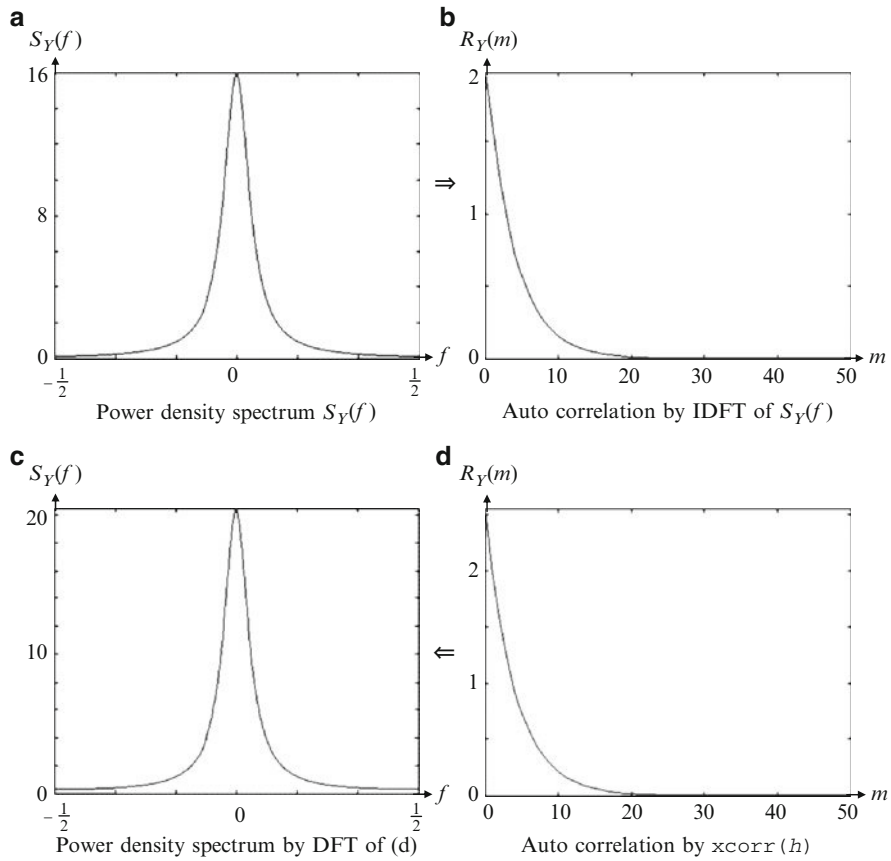 a
b
S_Y(f)
R_Y(m)
16
8
0
-1/2
0
1/2
f
⇒
2
1
0
0 10 20 30 40 50
m
Power density spectrum S_Y(f)
Auto correlation by IDFT of S_Y(f)
c
d
S_Y(f)
R_Y(m)
20
10
0
-1/2
0
1/2
f
⇐
2
1
0
0 10 20 30 40 50
m
Power density spectrum by DFT of (d)
Auto correlation by xcorr(h)